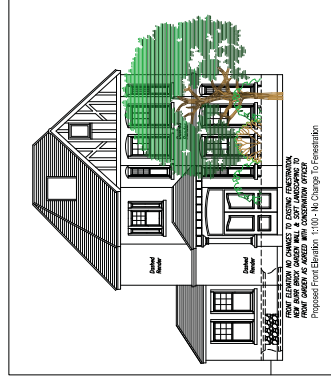 Dashed
Render
Dashed
Render
FRONT ELEVATION NO CHANGES TO EXISTING FENESTRATION,
NEW BURR BRICK GARDEN WALL & SOFT LANDSCAPING TO
FRONT GARDEN AS AGREED WITH CONSERVATION OFFICER
Proposed Front Elevation 1:100 - No Change To Fenestration